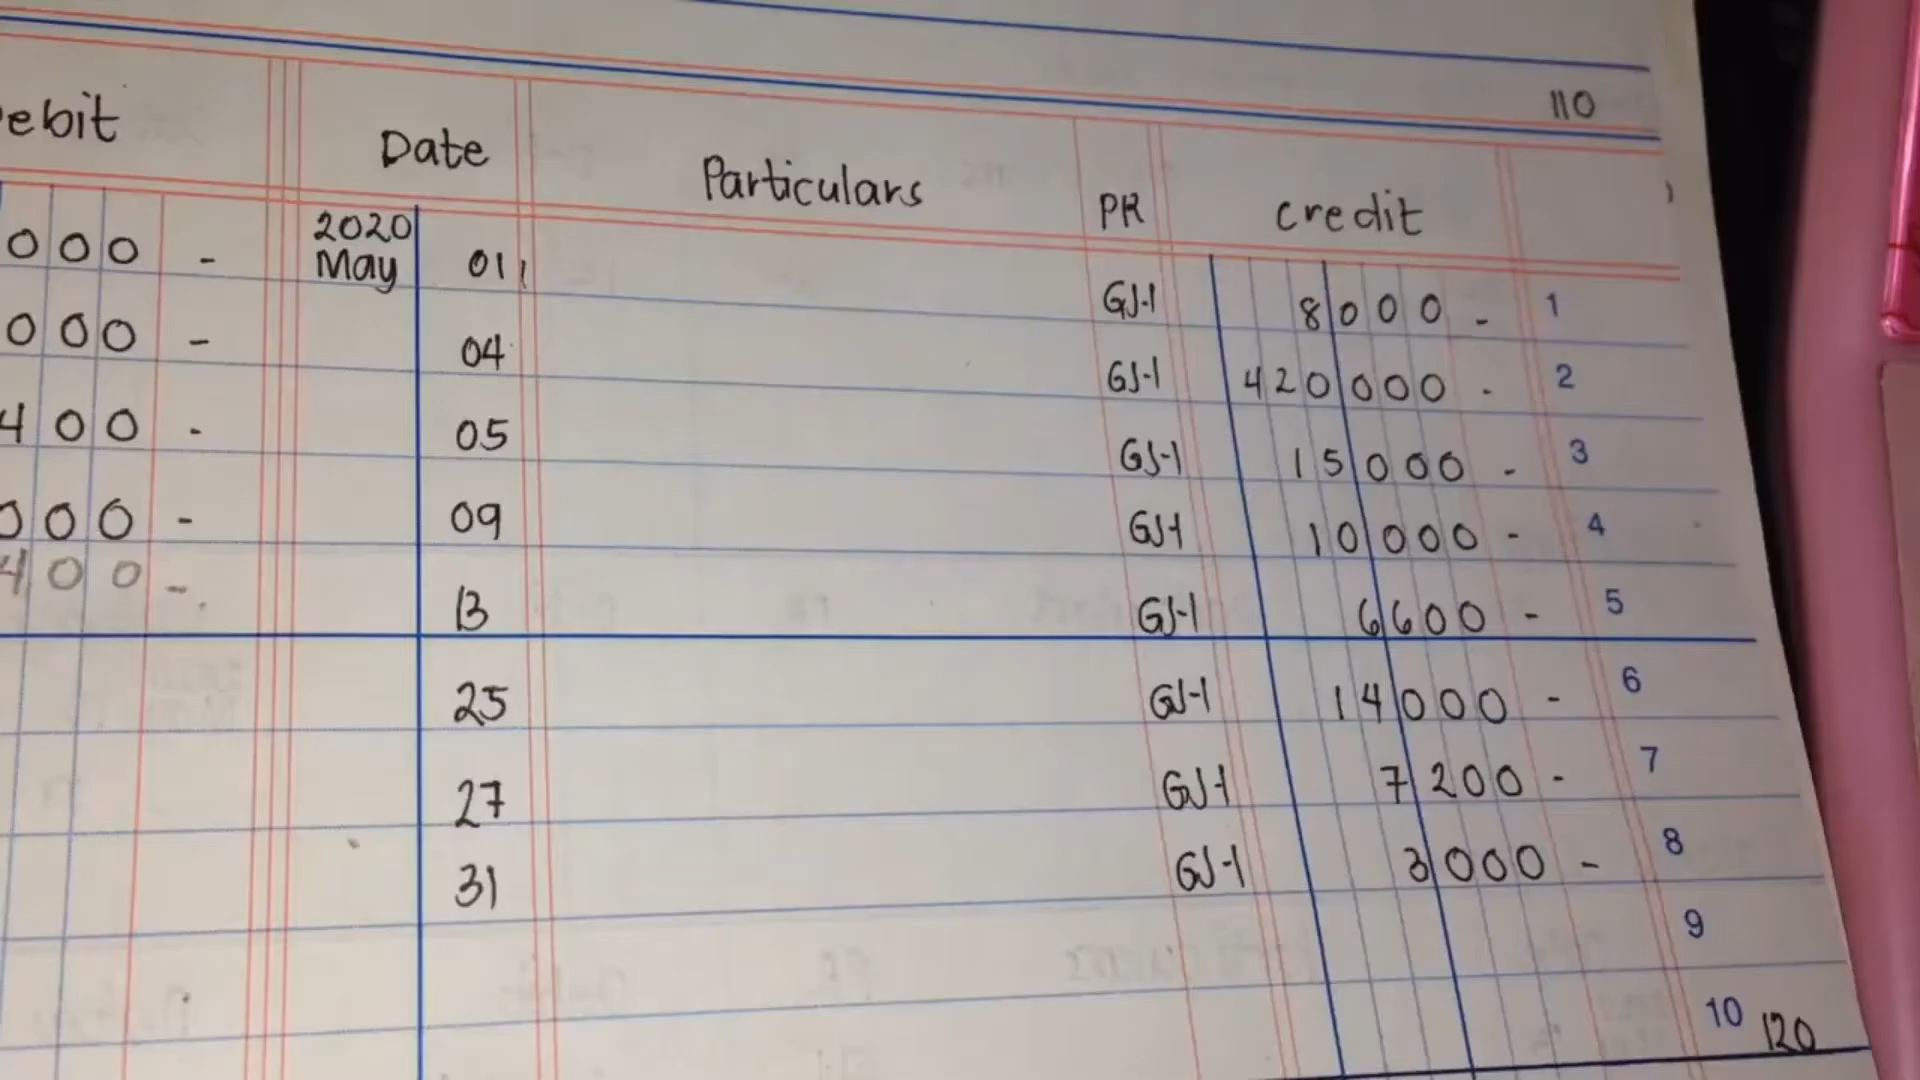 110
ebit Date Particulars PR credit
000 - 2020 May 01 GJ-1 8000 - 1
000 - 04 GJ-1 420000 - 2
400 - 05 GJ-1 15000 - 3
000 - 09 GJ-1 10000 - 4
400 - 13 GJ-1 6600 - 5
25 GJ-1 14000 - 6
27 GJ-1 7200 - 7
31 GJ-1 3000 - 8
9
10 120